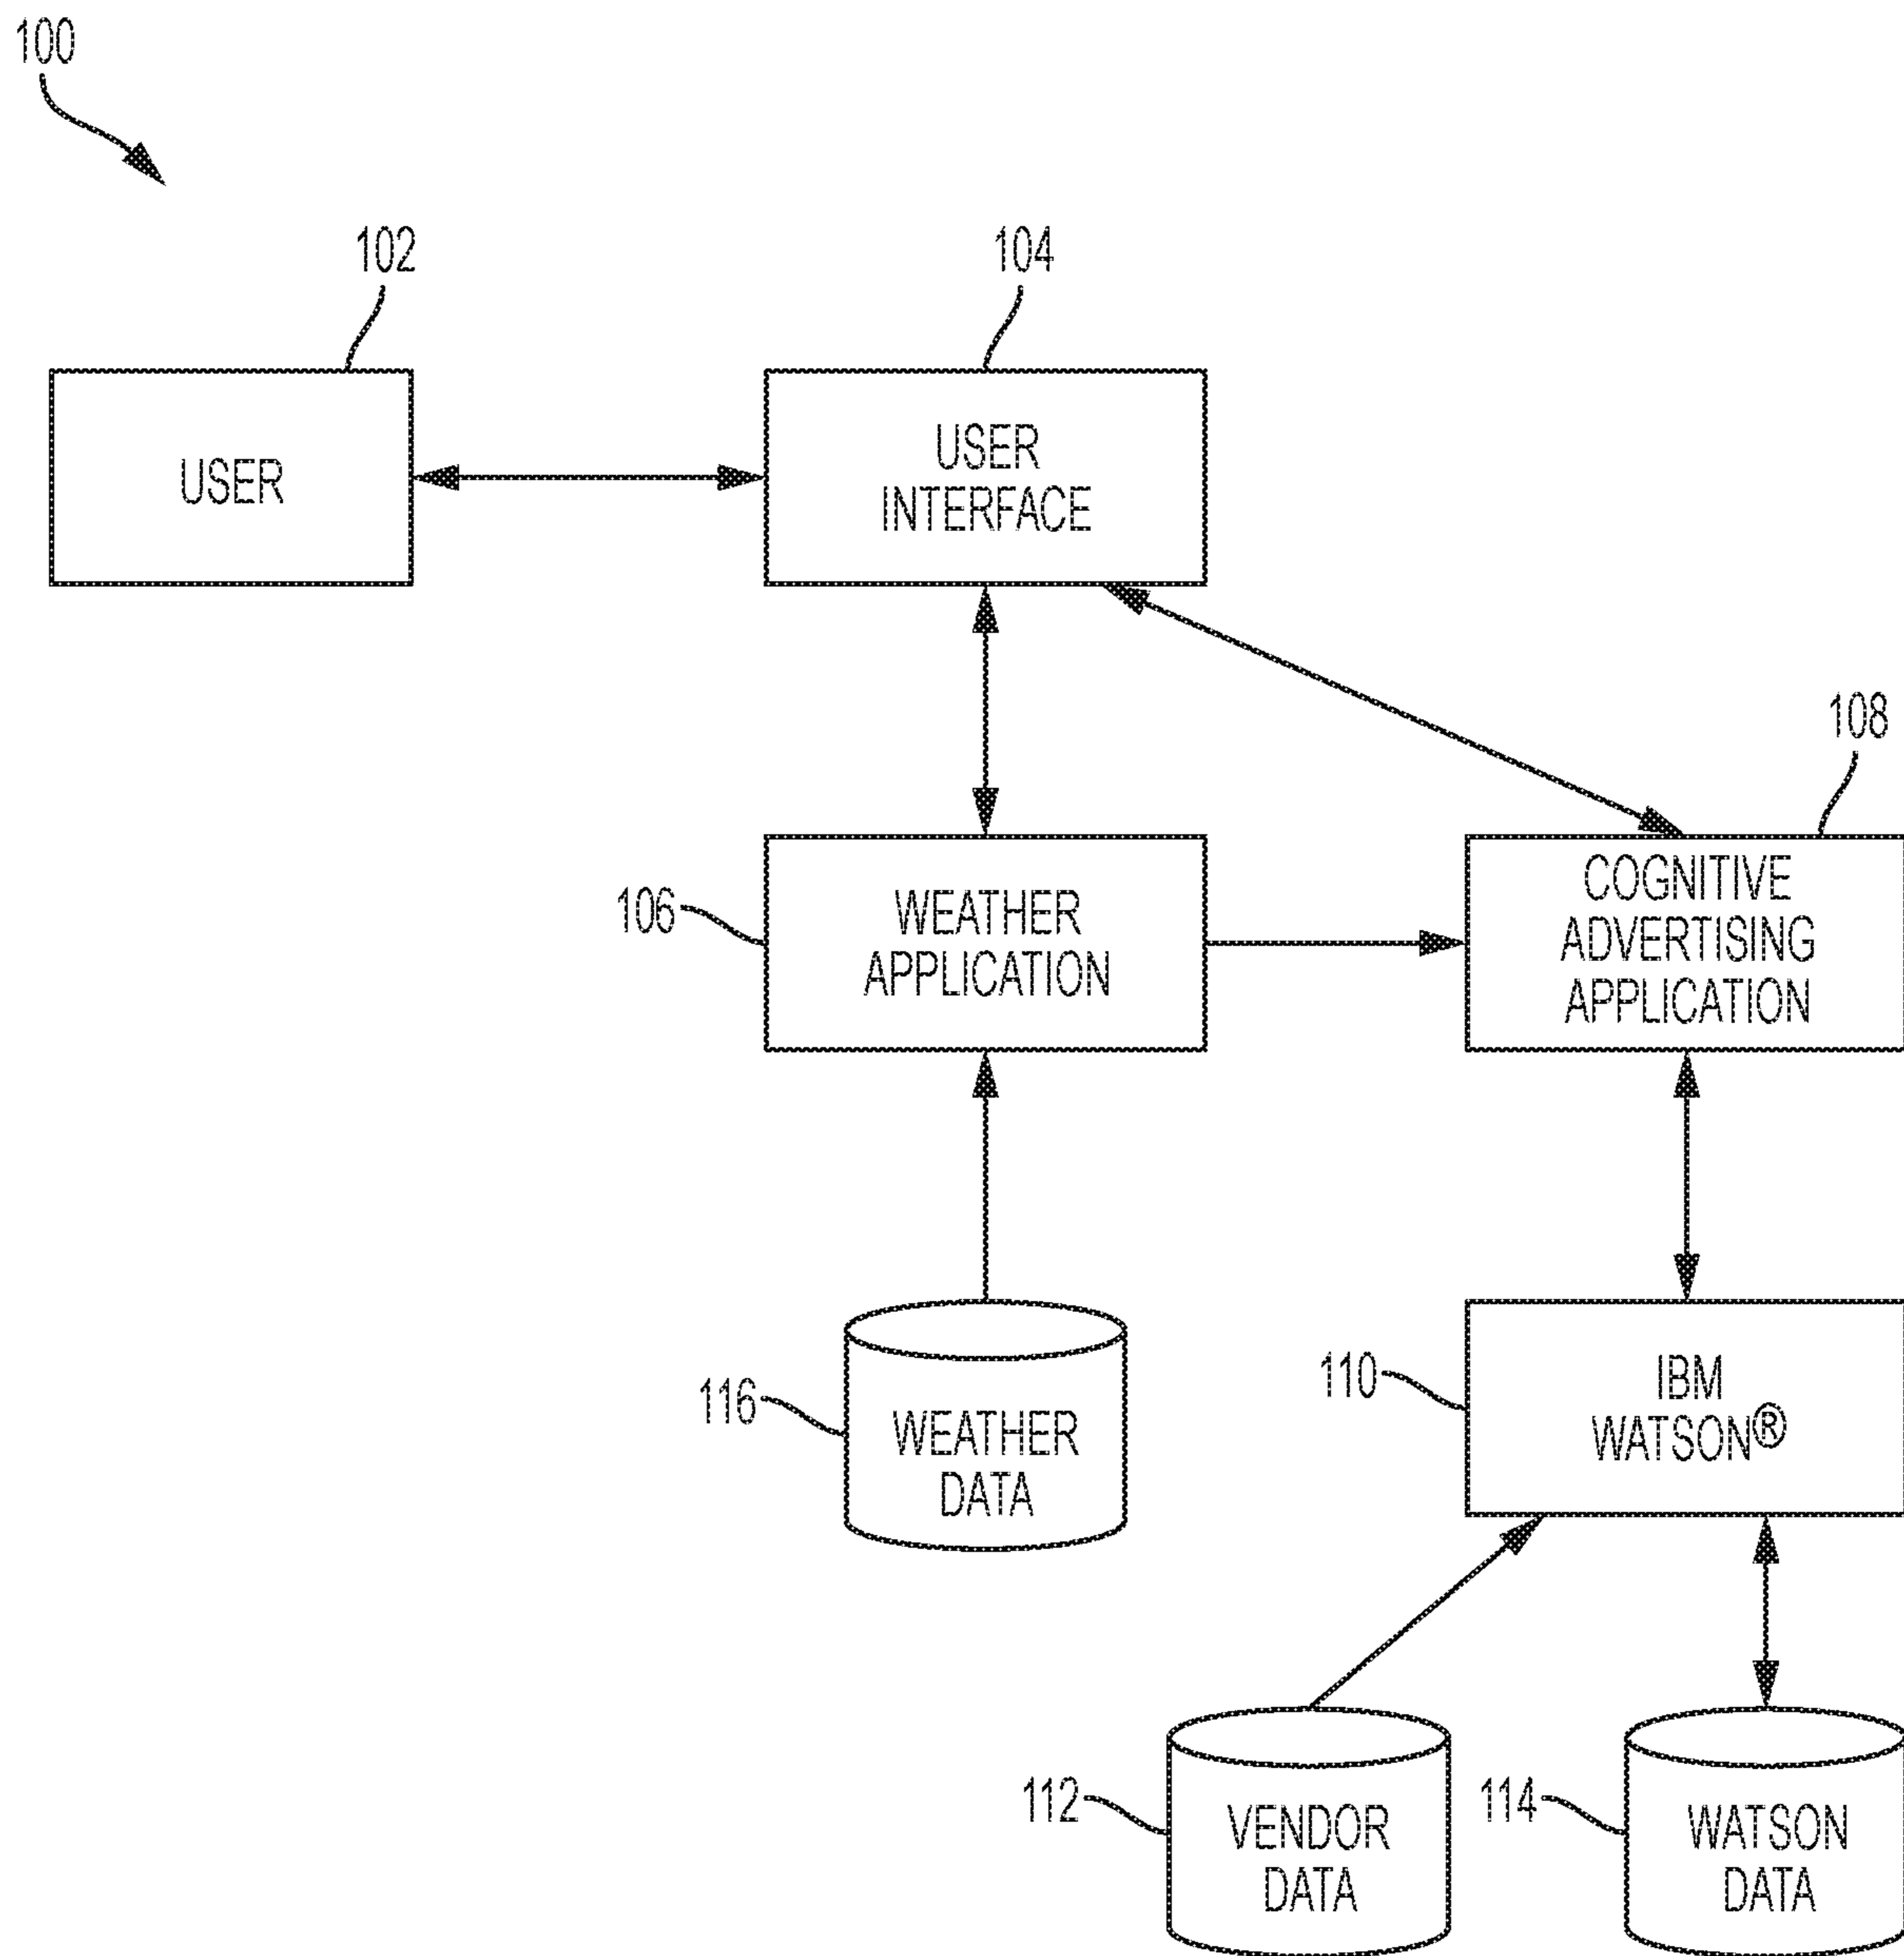 100
102
104
USER
USER
INTERFACE
108
106
WEATHER
APPLICATION
COGNITIVE
ADVERTISING
APPLICATION
116
WEATHER
DATA
110
IBM
WATSON®
112
VENDOR
DATA
114
WATSON
DATA